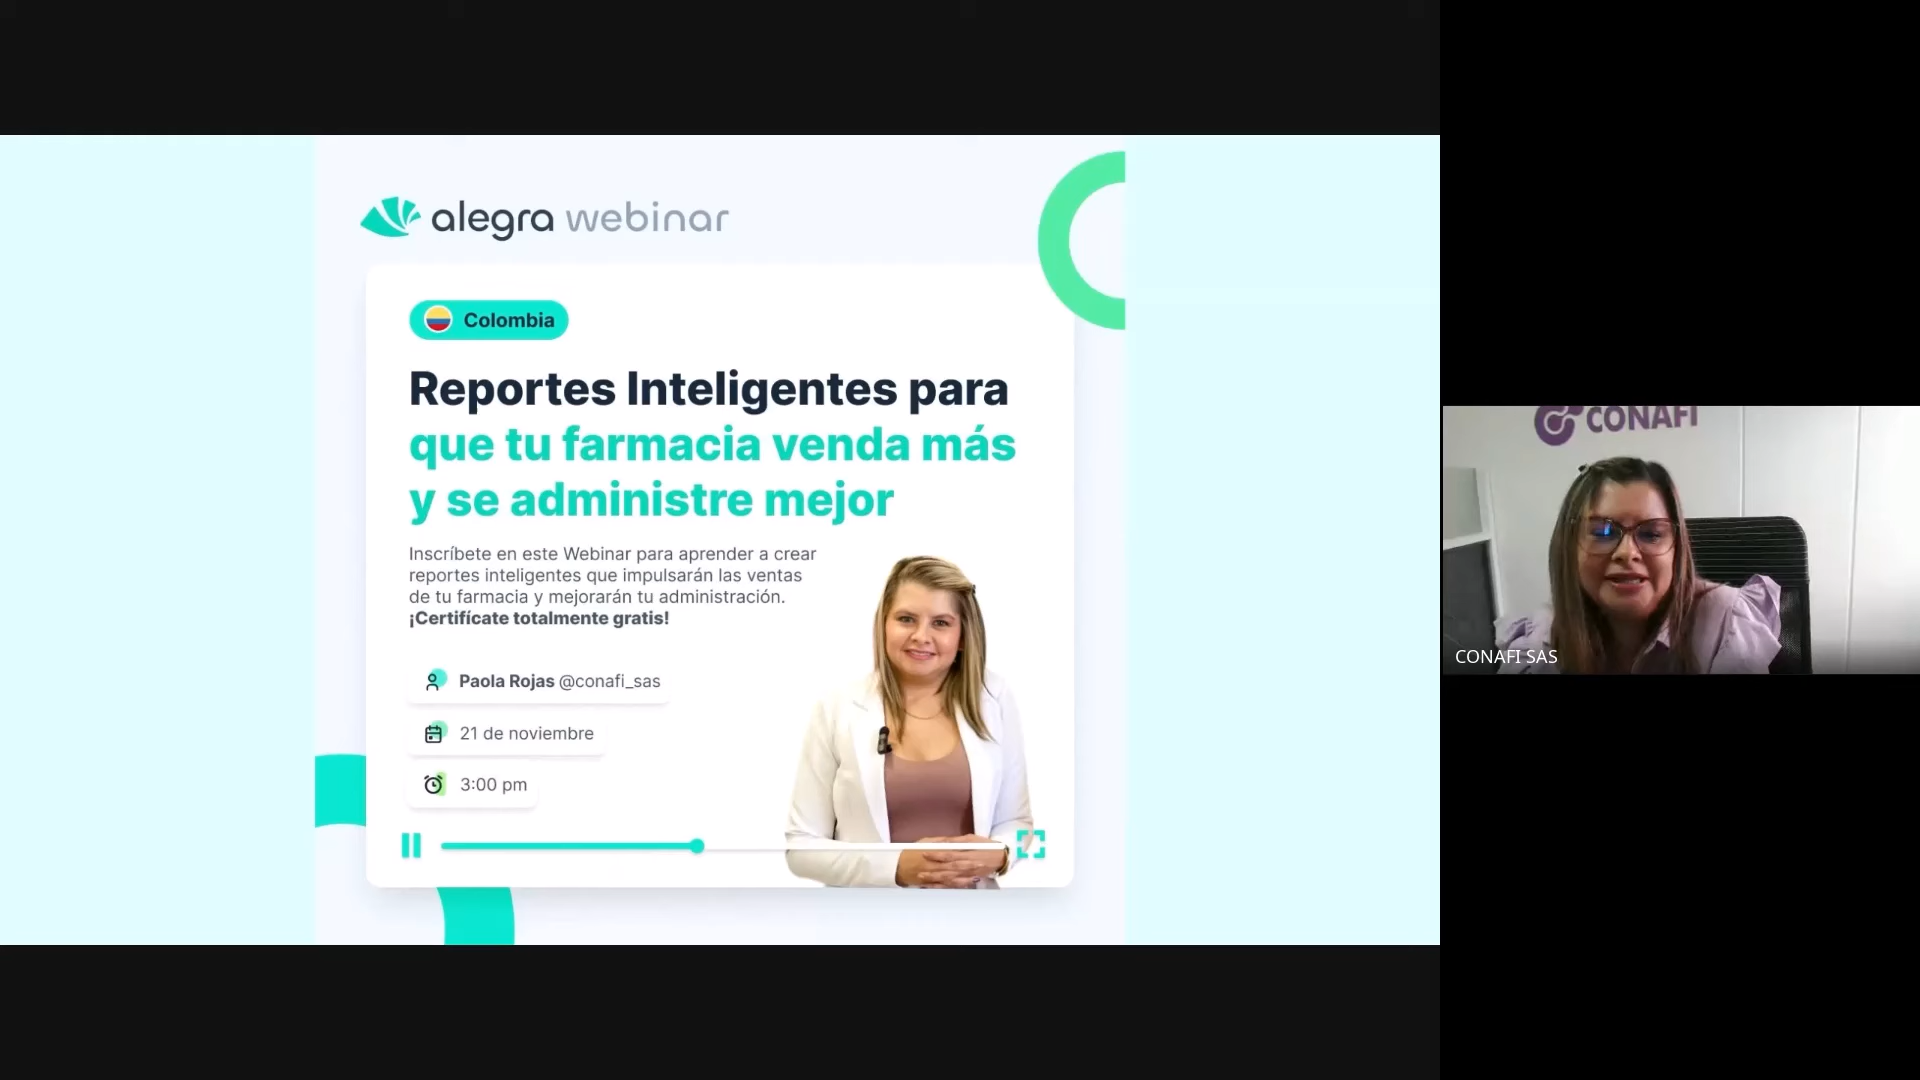 alegra webinar
Colombia
Reportes Inteligentes para
que tu farmacia venda más
y se administre mejor
Inscríbete en este Webinar para aprender a crear
reportes inteligentes que impulsarán las ventas
de tu farmacia y mejorarán tu administración.
¡Certifícate totalmente gratis!
Paola Rojas @conafi_sas
21 de noviembre
3:00 pm
CONAFI
CONAFI SAS